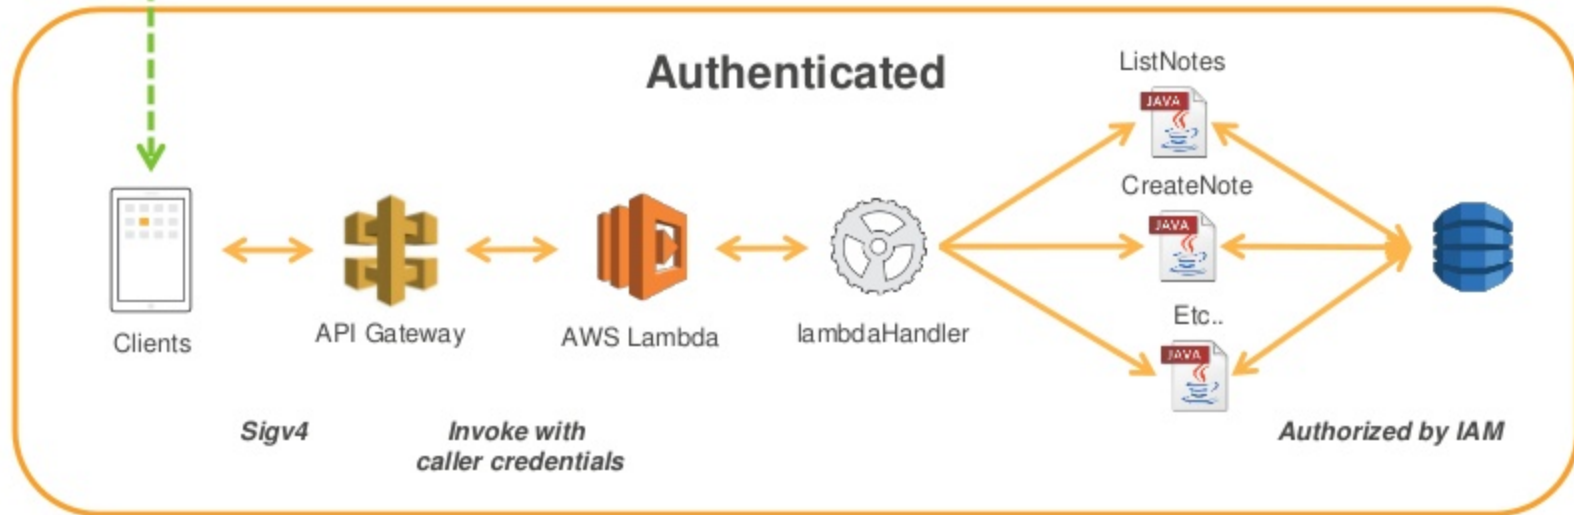 Authenticated
ListNotes
JAVA
CreateNote
JAVA
Etc..
JAVA
Clients
API Gateway
AWS Lambda
lambdaHandler
Sigv4
Invoke with
caller credentials
Authorized by IAM